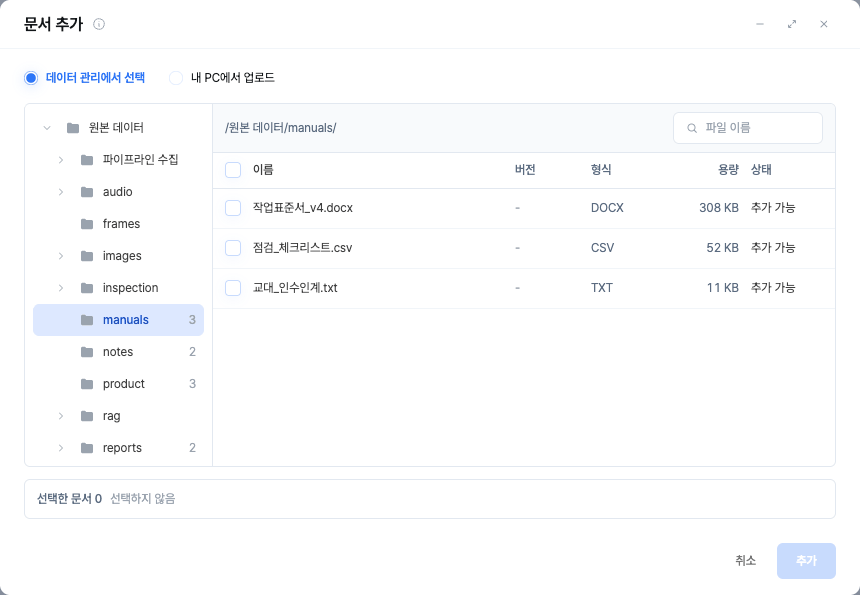 문서 추가
데이터 관리에서 선택 내 PC에서 업로드
원본 데이터
파이프라인 수집
audio
frames
images
inspection
manuals 3
notes 2
product 3
rag
reports 2
/원본 데이터/manuals/ 파일 이름
이름 버전 형식 용량 상태
작업표준서_v4.docx - DOCX 308 KB 추가 가능
점검_체크리스트.csv - CSV 52 KB 추가 가능
교대_인수인계.txt - TXT 11 KB 추가 가능
선택한 문서 0 선택하지 않음
취소 추가